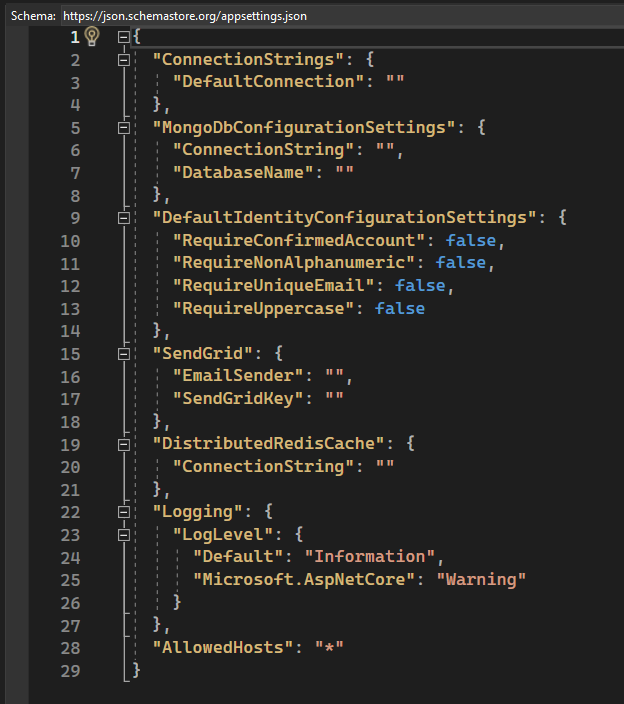 Schema: https://json.schemastore.org/appsettings.json
1 {
2 "ConnectionStrings": {
3 "DefaultConnection": ""
4 },
5 "MongoDbConfigurationSettings": {
6 "ConnectionString": "",
7 "DatabaseName": ""
8 },
9 "DefaultIdentityConfigurationSettings": {
10 "RequireConfirmedAccount": false,
11 "RequireNonAlphanumeric": false,
12 "RequireUniqueEmail": false,
13 "RequireUppercase": false
14 },
15 "SendGrid": {
16 "EmailSender": "",
17 "SendGridKey": ""
18 },
19 "DistributedRedisCache": {
20 "ConnectionString": ""
21 },
22 "Logging": {
23 "LogLevel": {
24 "Default": "Information",
25 "Microsoft.AspNetCore": "Warning"
26 }
27 },
28 "AllowedHosts": "*"
29 }